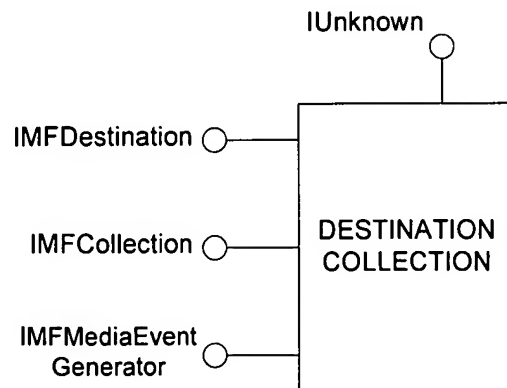 IUnknown
IMFDestination
IMFCollection
DESTINATION
COLLECTION
IMFMediaEvent
Generator